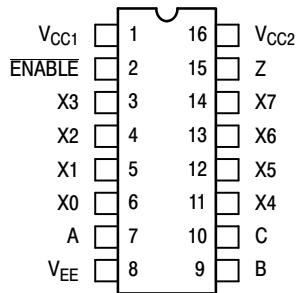 VCC1 1 16 VCC2
ENABLE 2 15 Z
X3 3 14 X7
X2 4 13 X6
X1 5 12 X5
X0 6 11 X4
A 7 10 C
VEE 8 9 B